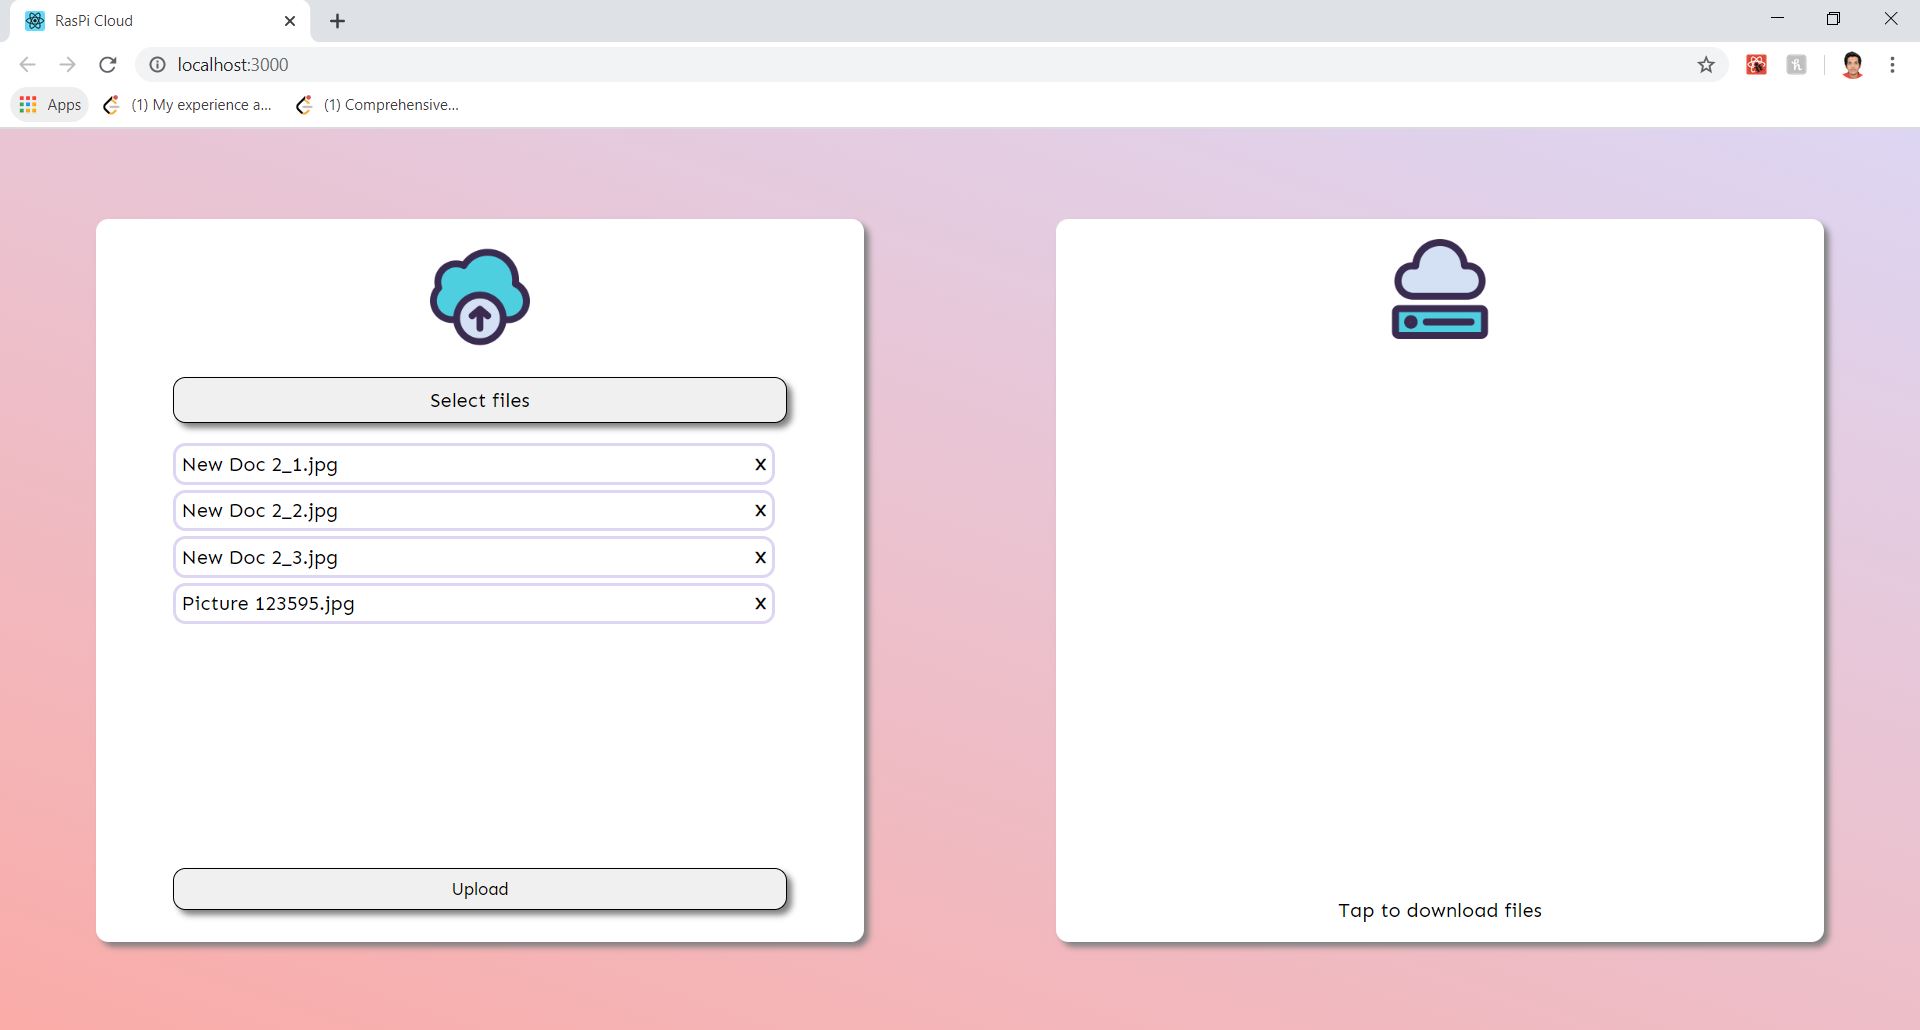 RasPi Cloud
localhost:3000
Apps
(1) My experience a...
(1) Comprehensive...
Select files
New Doc 2_1.jpg x
New Doc 2_2.jpg x
New Doc 2_3.jpg x
Picture 123595.jpg x
Upload
Tap to download files